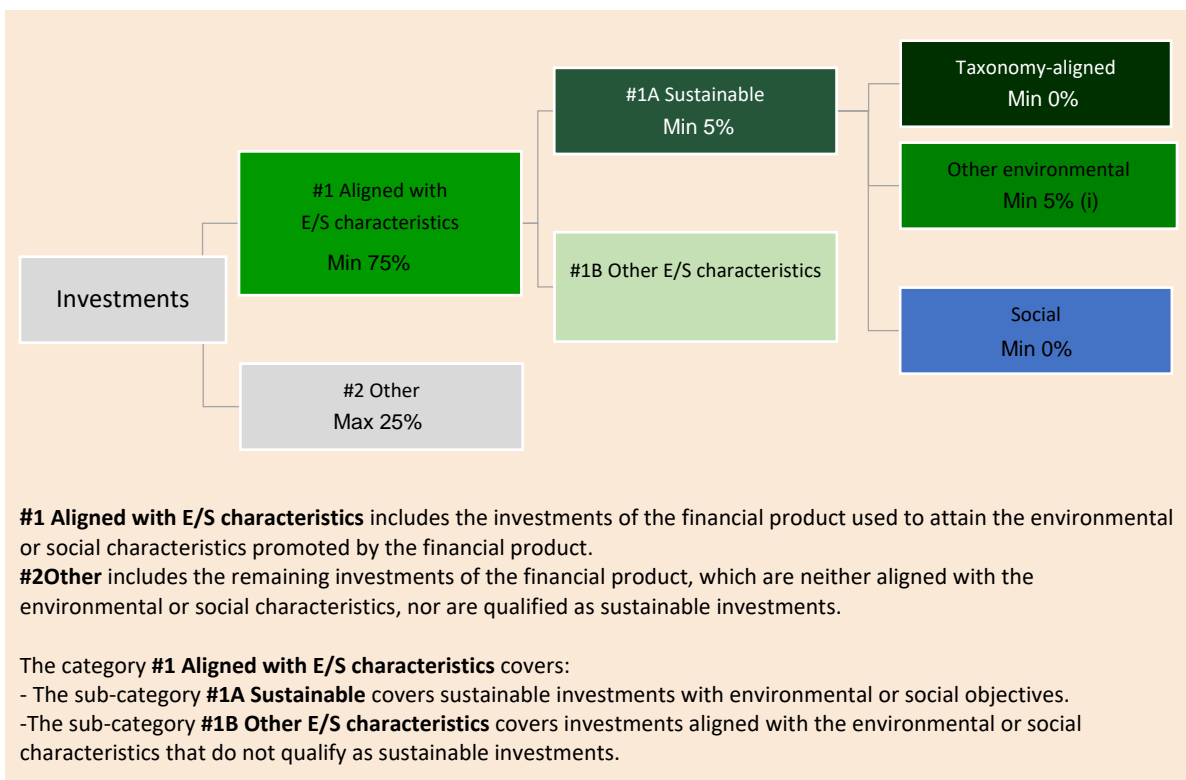 Investments
#1 Aligned with
E/S characteristics
Min 75%
#2 Other
Max 25%
#1A Sustainable
Min 5%
#1B Other E/S characteristics
Taxonomy-aligned
Min 0%
Other environmental
Min 5% (i)
Social
Min 0%
#1 Aligned with E/S characteristics includes the investments of the financial product used to attain the environmental
or social characteristics promoted by the financial product.
#2Other includes the remaining investments of the financial product, which are neither aligned with the
environmental or social characteristics, nor are qualified as sustainable investments.
The category #1 Aligned with E/S characteristics covers:
- The sub-category #1A Sustainable covers sustainable investments with environmental or social objectives.
-The sub-category #1B Other E/S characteristics covers investments aligned with the environmental or social
characteristics that do not qualify as sustainable investments.